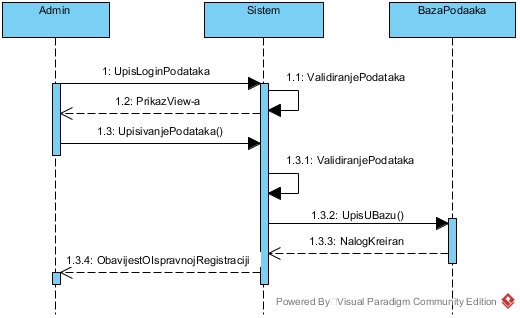 Admin
Sistem
BazaPodaaka
1: UpisLoginPodataka
1.1: ValidiranjePodataka
1.2: PrikazView-a
1.3: UpisivanjePodataka()
1.3.1: ValidiranjePodataka
1.3.2: UpisUBazu()
1.3.3: NalogKreiran
1.3.4: ObavijestOIspravnojRegistraciji
Powered By Visual Paradigm Community Edition